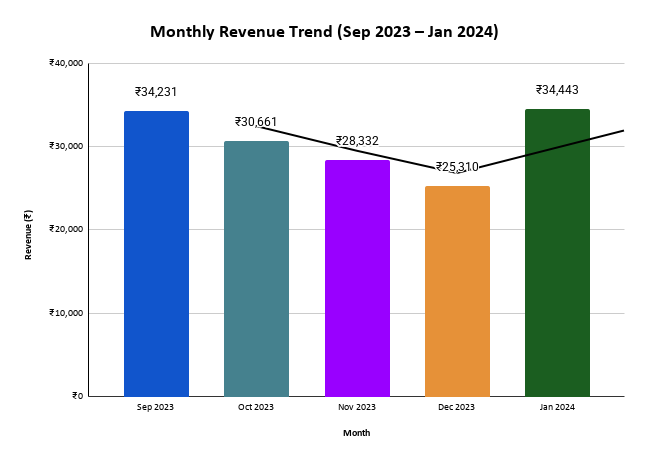 Monthly Revenue Trend (Sep 2023 – Jan 2024)
₹40,000
₹30,000
₹20,000
₹10,000
₹0
Revenue (₹)
₹34,231
₹30,661
₹28,332
₹25,310
₹34,443
Sep 2023
Oct 2023
Nov 2023
Dec 2023
Jan 2024
Month